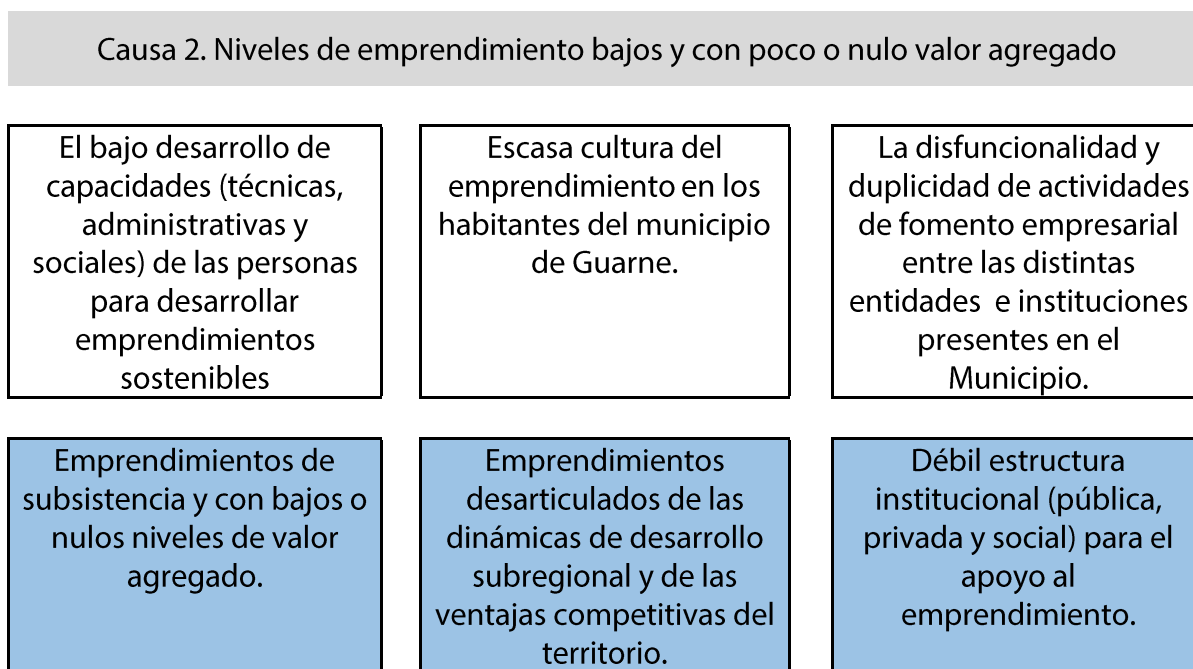 Causa 2. Niveles de emprendimiento bajos y con poco o nulo valor agregado
El bajo desarrollo de
capacidades (técnicas,
administrativas y
sociales) de las personas
para desarrollar
emprendimientos
sostenibles
Escasa cultura del
emprendimiento en los
habitantes del municipio
de Guarne.
La disfuncionalidad y
duplicidad de actividades
de fomento empresarial
entre las distintas
entidades e instituciones
presentes en el
Municipio.
Emprendimientos de
subsistencia y con bajos o
nulos niveles de valor
agregado.
Emprendimientos
desarticulados de las
dinámicas de desarrollo
subregional y de las
ventajas competitivas del
territorio.
Débil estructura
institucional (pública,
privada y social) para el
apoyo al
emprendimiento.